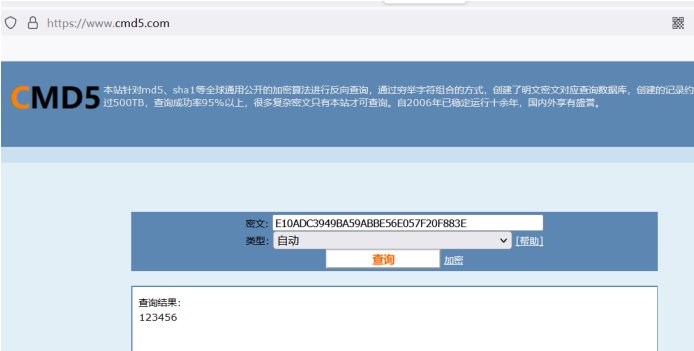 https://www.cmd5.com
CMD5
本站针对md5、sha1等全球通用公开的加密算法进行反向查询，通过穷举字符组合的方式，创建了明文密文对应查询数据库，创建的记录约
过500TB，查询成功率95%以上，很多复杂密文只有本站才可查询。自2006年已稳定运行十余年，国内外享有盛誉。
密文: E10ADC3949BA59ABBE56E057F20F883E
类型: 自动 [帮助]
查询 加密
查询结果:
123456